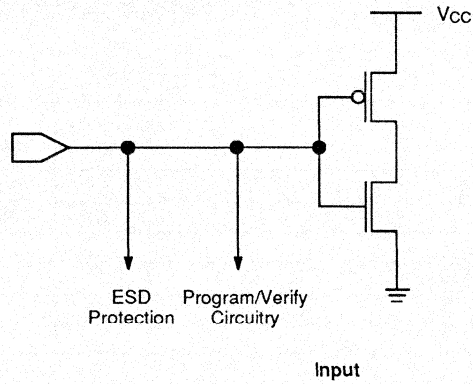 VCC
ESD
Protection
Program/Verify
Circuitry
Input